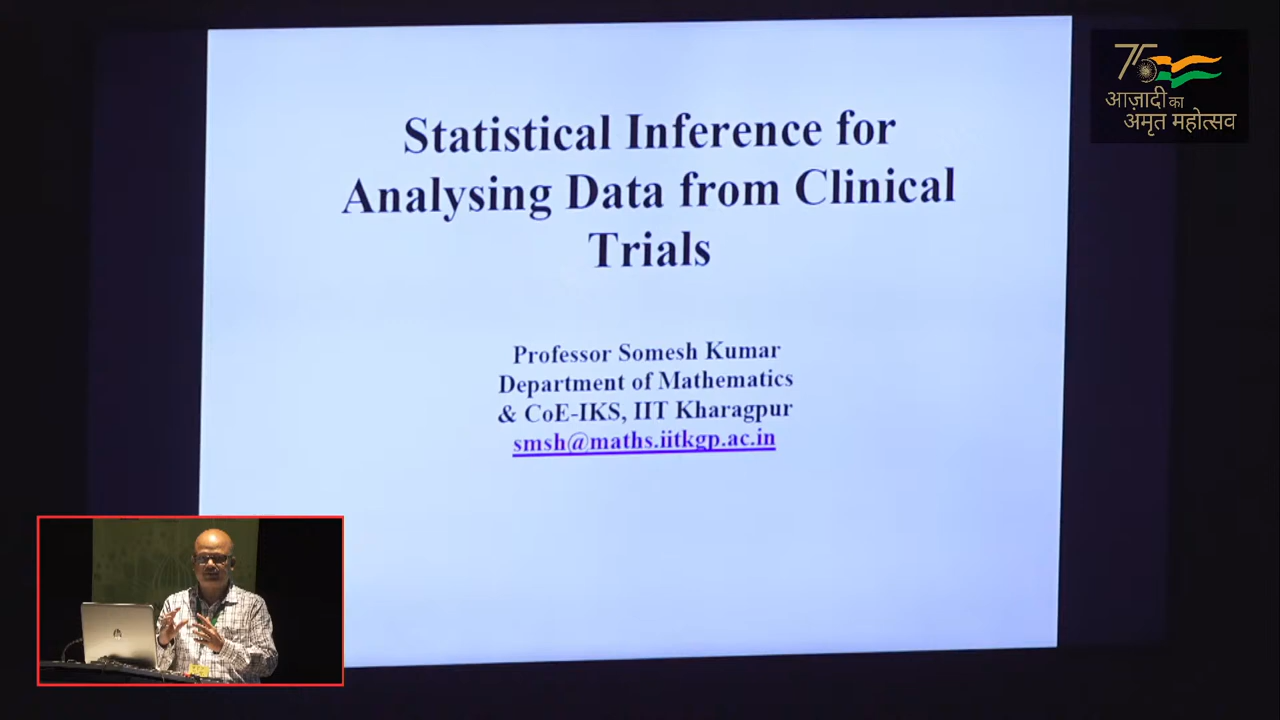 Statistical Inference for
Analysing Data from Clinical
Trials
Professor Somesh Kumar
Department of Mathematics
& CoE-IKS, IIT Kharagpur
smsh@maths.iitkgp.ac.in
75
आज़ादी का
अमृत महोत्सव